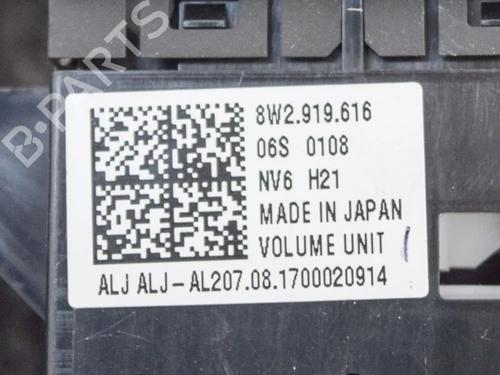 B-PARTS
8W2.919.616
06S 0108
NV6 H21
MADE IN JAPAN
VOLUME UNIT
ALJ ALJ-AL207.08.1700020914